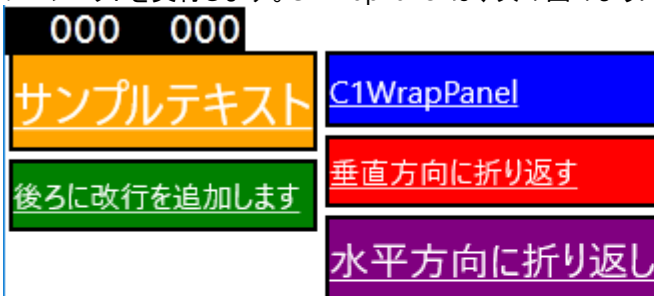 000 000
サンプルテキスト
後ろに改行を追加します
C1WrapPanel
垂直方向に折り返す
水平方向に折り返し